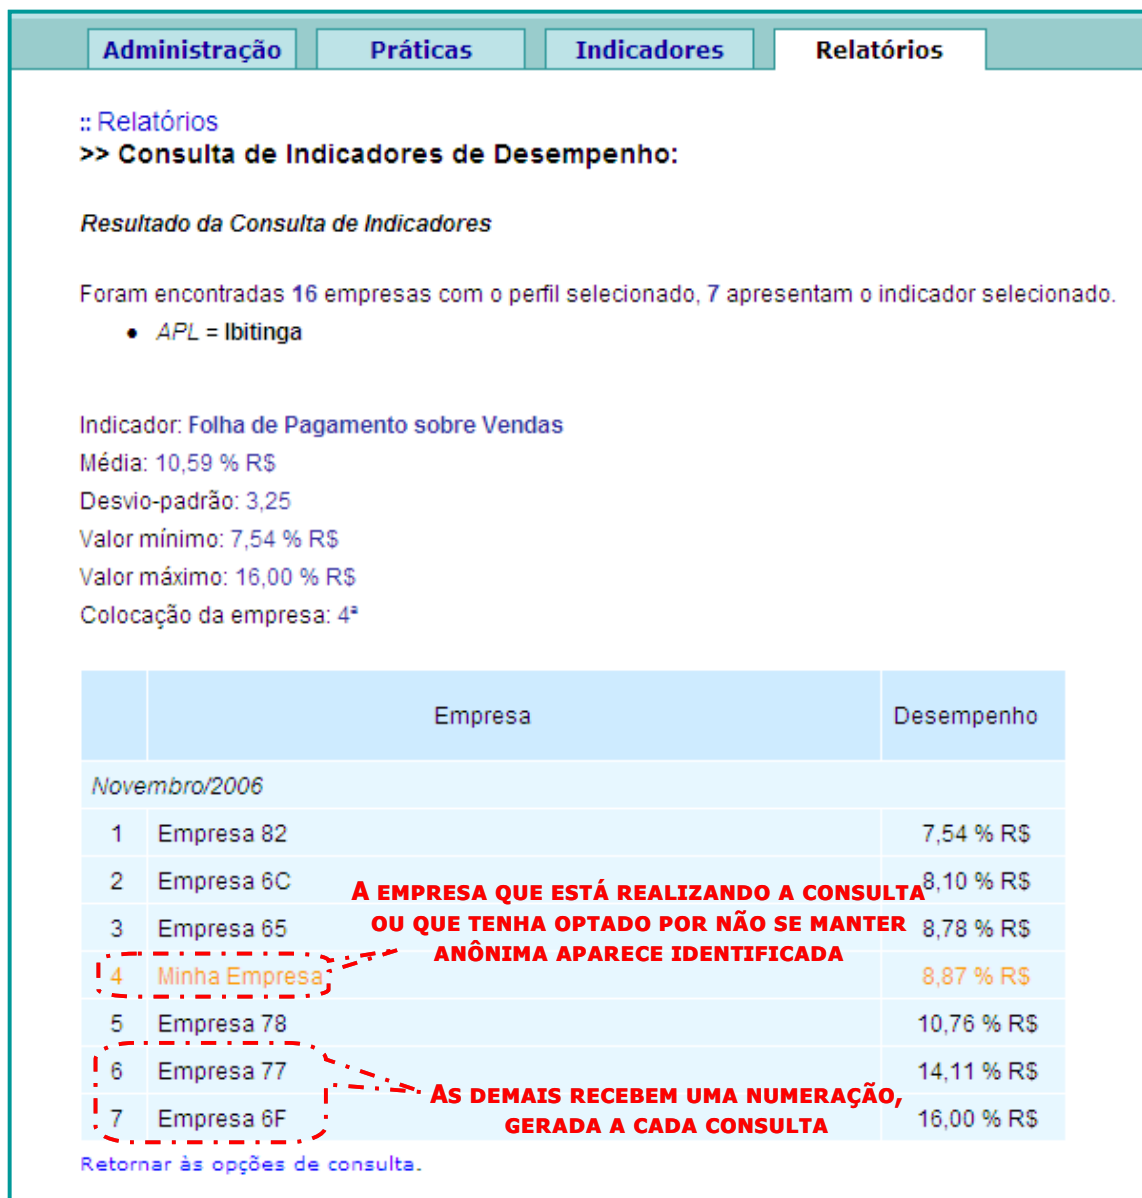 Administração Práticas Indicadores Relatórios
:: Relatórios
>> Consulta de Indicadores de Desempenho:
Resultado da Consulta de Indicadores
Foram encontradas 16 empresas com o perfil selecionado, 7 apresentam o indicador selecionado.
• APL = Ibitinga
Indicador: Folha de Pagamento sobre Vendas
Média: 10,59 % R$
Desvio-padrão: 3,25
Valor mínimo: 7,54 % R$
Valor máximo: 16,00 % R$
Colocação da empresa: 4ª
Empresa Desempenho
Novembro/2006
1 Empresa 82 7,54 % R$
2 Empresa 6C 8,10 % R$
3 Empresa 65 8,78 % R$
4 Minha Empresa 8,87 % R$
5 Empresa 78 10,76 % R$
6 Empresa 77 14,11 % R$
7 Empresa 6F 16,00 % R$
A EMPRESA QUE ESTÁ REALIZANDO A CONSULTA
OU QUE TENHA OPTADO POR NÃO SE MANTER
ANÔNIMA APARECE IDENTIFICADA
AS DEMAIS RECEBEM UMA NUMERAÇÃO,
GERADA A CADA CONSULTA
Retornar às opções de consulta.